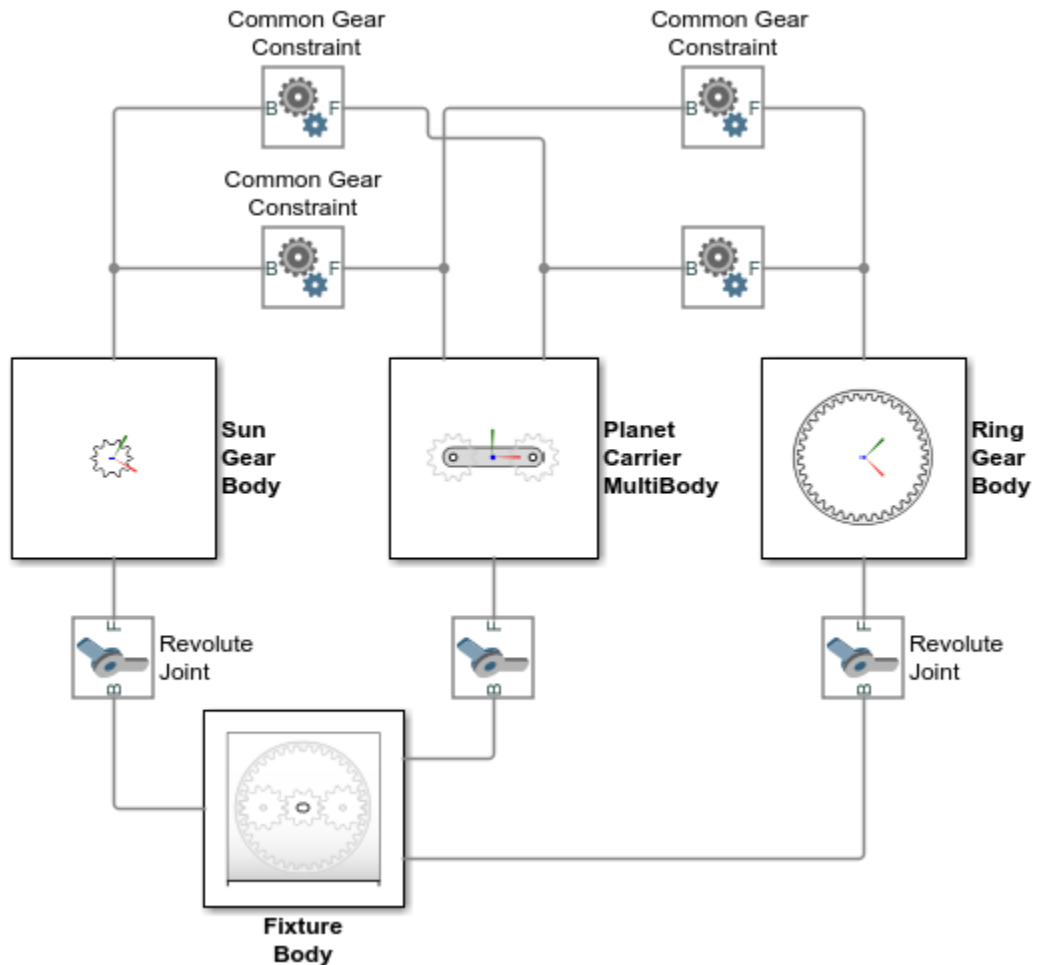 Common Gear
Constraint
Common Gear
Constraint
B F
B F
Common Gear
Constraint
B F
B F
Sun
Gear
Body
Planet
Carrier
MultiBody
Ring
Gear
Body
F
F
F
Revolute
Joint
Revolute
Joint
B
B
B
Fixture
Body